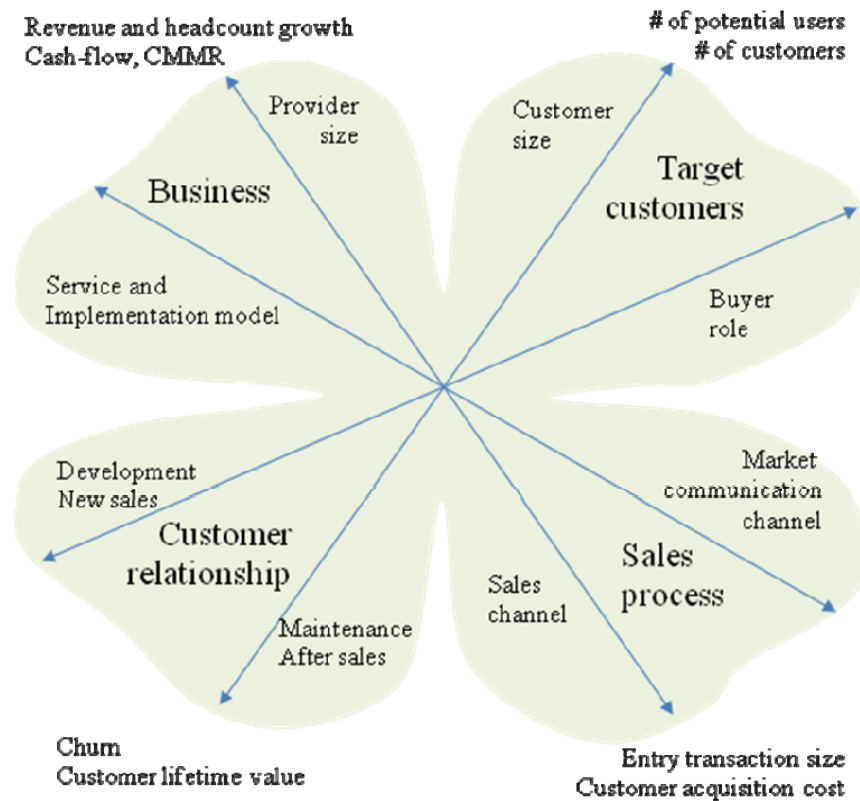 Revenue and headcount growth
Cash-flow, CMMR
# of potential users
# of customers
Provider
size
Business
Service and
Implementation model
Customer
size
Target
customers
Buyer
role
Development
New sales
Customer
relationship
Maintenance
After sales
Market
communication
channel
Sales
process
Sales
channel
Churn
Customer lifetime value
Entry transaction size
Customer acquisition cost